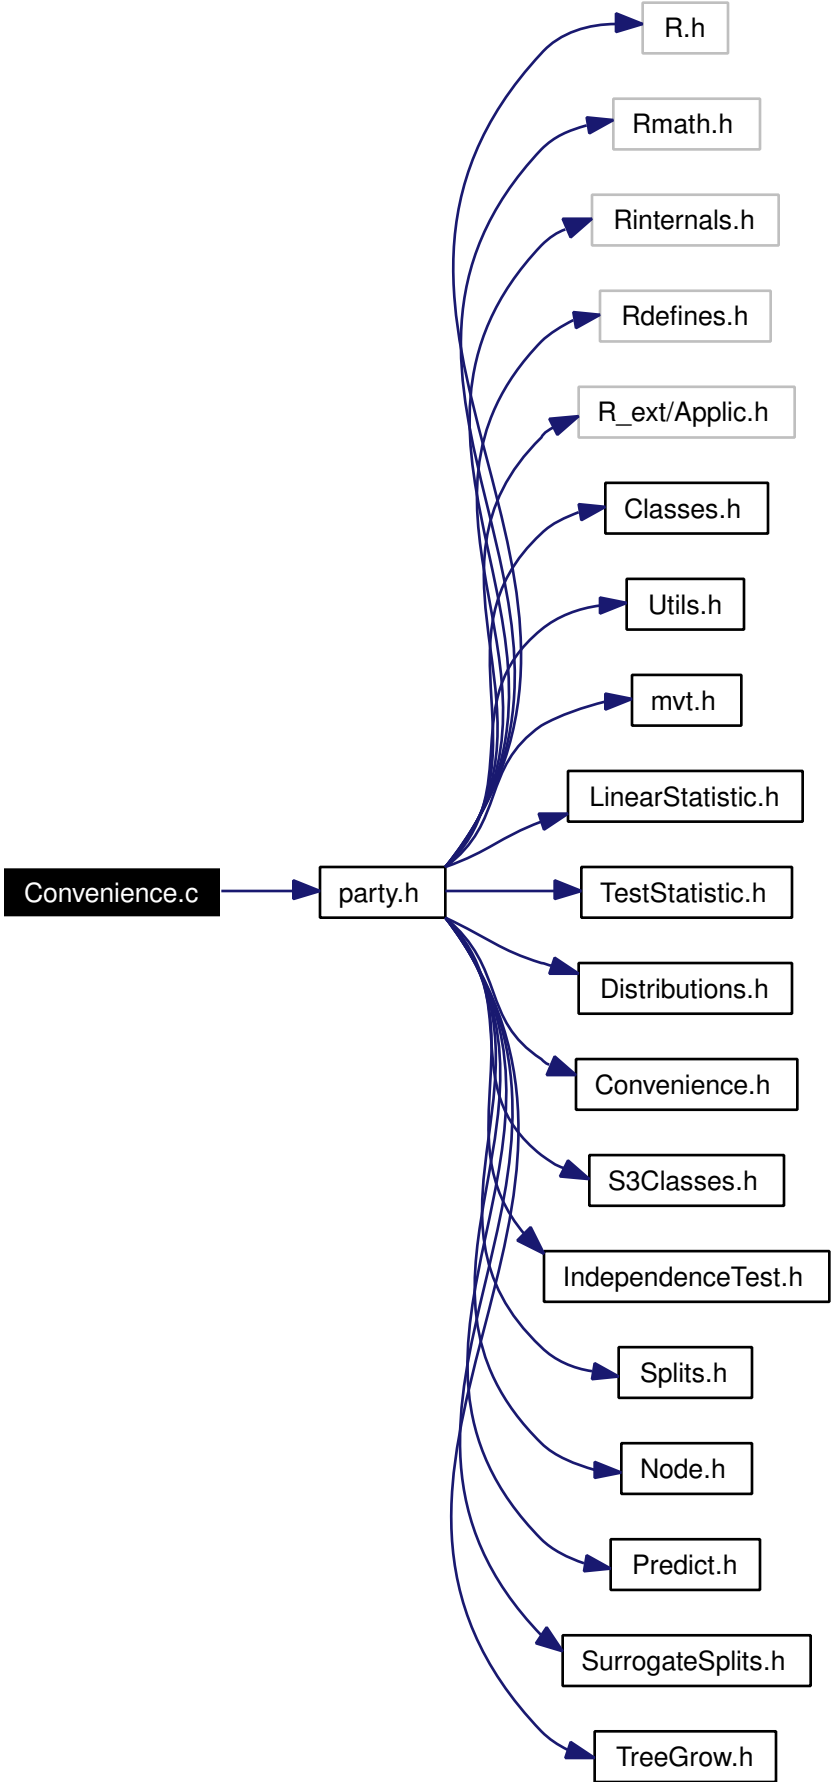 R.h
Rmath.h
Rinternals.h
Rdefines.h
R_ext/Applic.h
Classes.h
Utils.h
mvt.h
LinearStatistic.h
Convenience.c
party.h
TestStatistic.h
Distributions.h
Convenience.h
S3Classes.h
IndependenceTest.h
Splits.h
Node.h
Predict.h
SurrogateSplits.h
TreeGrow.h